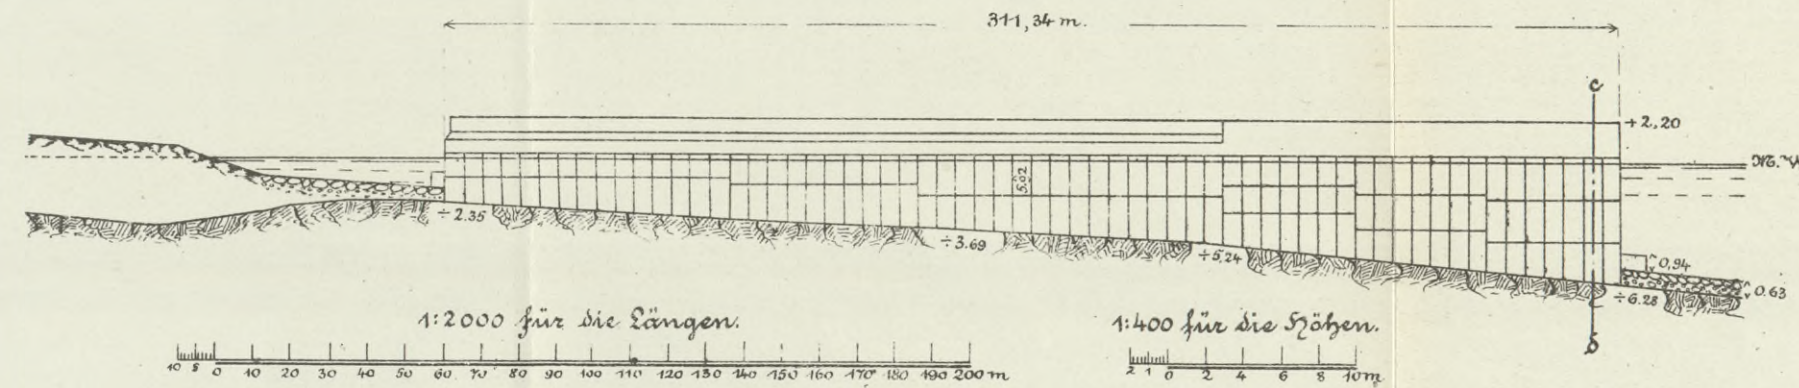 311,34 m.
c
+2,20
M.W
5.02
÷2.35
÷3.69
÷5.24
0,94
÷6.28
0.63
1:2000 für die Längen.
1:400 für die Höhen.
b
10 5 0 10 20 30 40 50 60 70 80 90 100 110 120 130 140 150 160 170 180 190 200 m
2 1 0 2 4 6 8 10 m